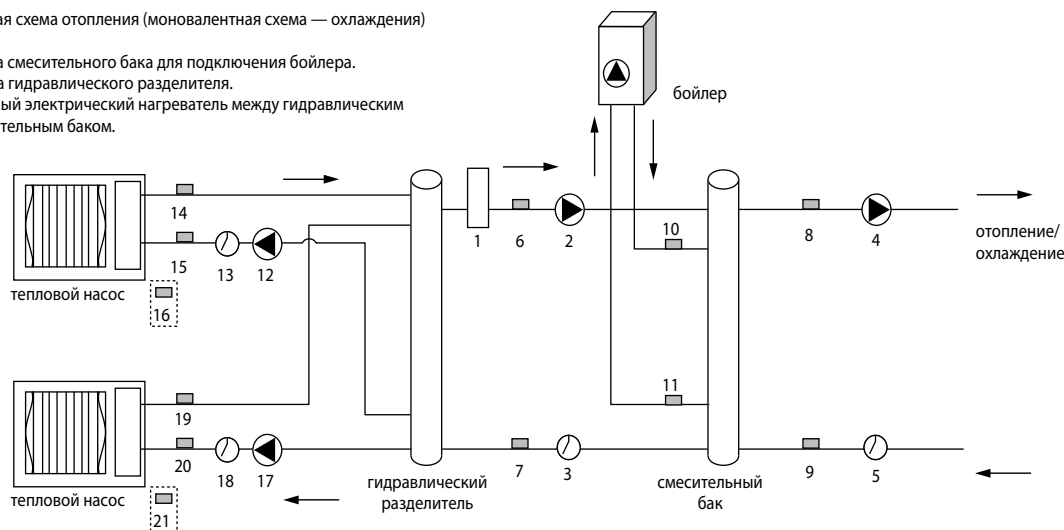 ая схема отопления (моновалентная схема — охлаждения)
а смесительного бака для подключения бойлера.
а гидравлического разделителя.
ный электрический нагреватель между гидравлическим
тельным баком.
бойлер
14
15
13
12
тепловой насос
16
1
6
2
10
8
4
отопление/
охлаждение
11
19
20
18
17
7
3
9
5
тепловой насос
21
гидравлический
разделитель
смесительный
бак